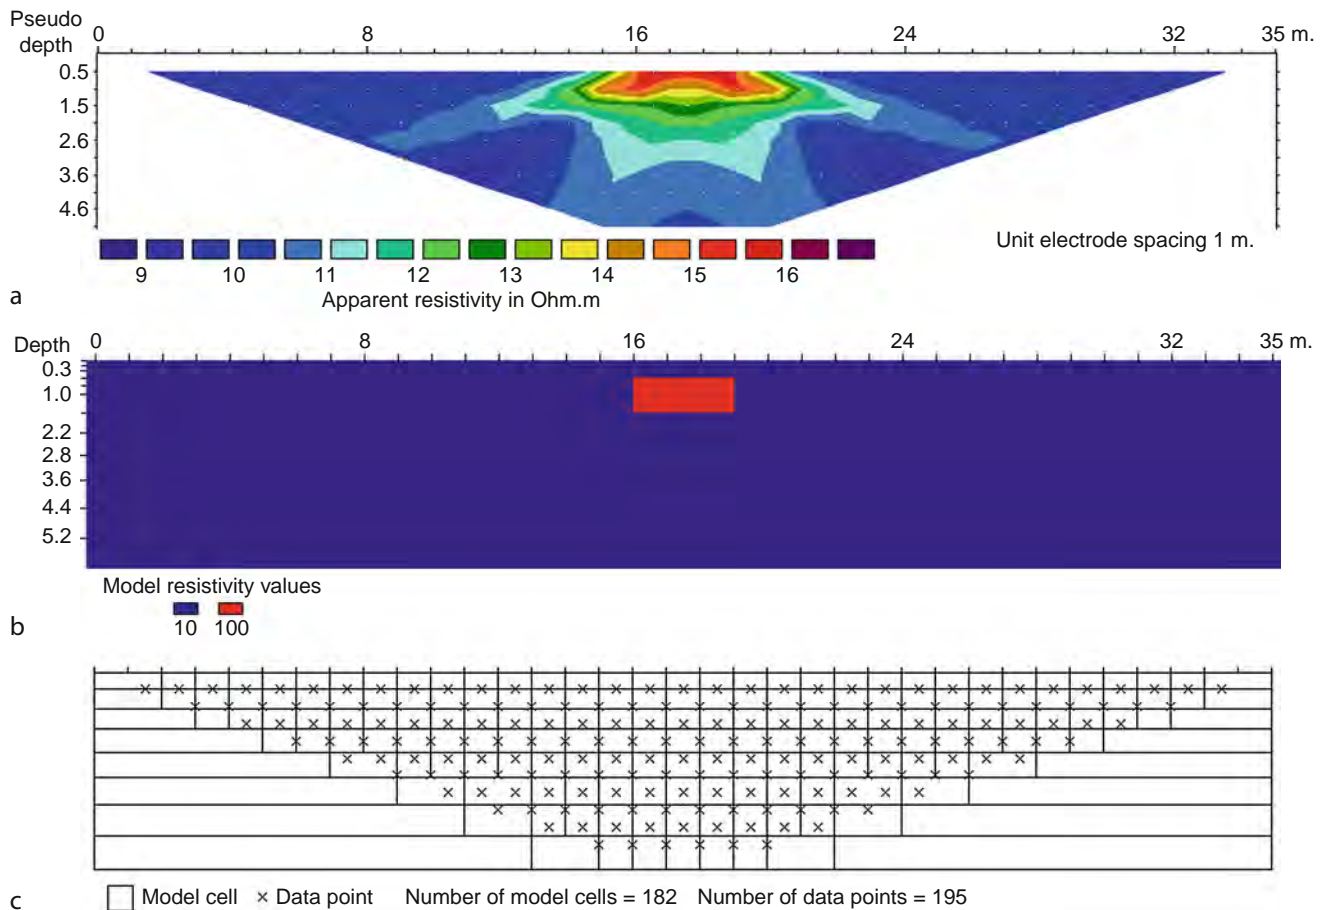 Pseudo
depth
0 8 16 24 32 35 m.
0.5
1.5
2.6
3.6
4.6
Unit electrode spacing 1 m.
9 10 11 12 13 14 15 16
Apparent resistivity in Ohm.m
a
Depth 0 8 16 24 32 35 m.
0.3
1.0
2.2
2.8
3.6
4.4
5.2
Model resistivity values
10 100
b
Model cell × Data point Number of model cells = 182 Number of data points = 195
c